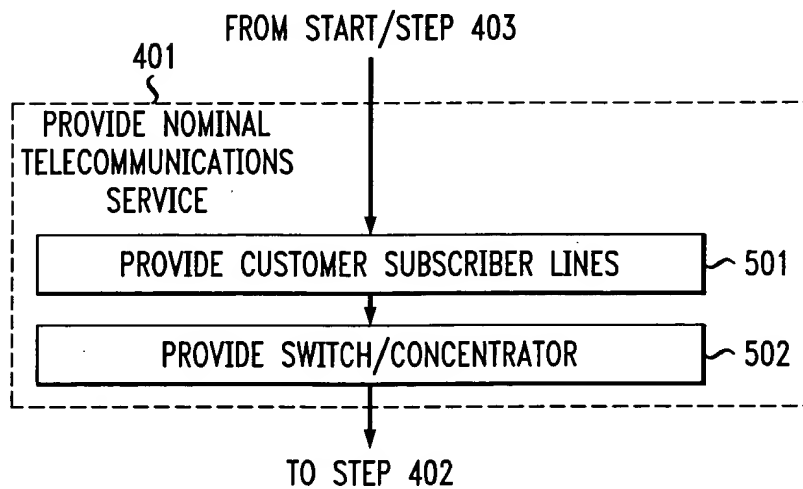 FROM START/STEP 403
401
PROVIDE NOMINAL
TELECOMMUNICATIONS
SERVICE
PROVIDE CUSTOMER SUBSCRIBER LINES
501
PROVIDE SWITCH/CONCENTRATOR
502
TO STEP 402